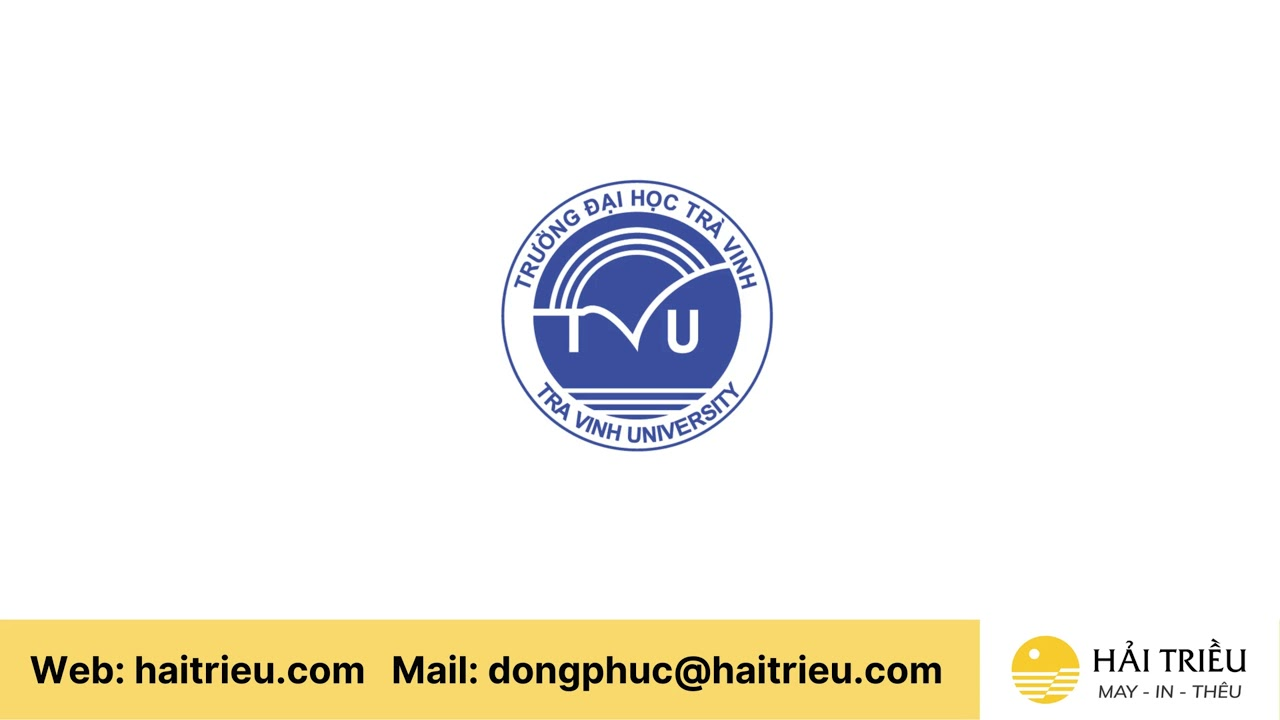 TRƯỜNG ĐẠI HỌC TRÀ VINH
TVU
TRA VINH UNIVERSITY
Web: haitrieu.com Mail: dongphuc@haitrieu.com
HẢI TRIỀU
MAY - IN - THÊU